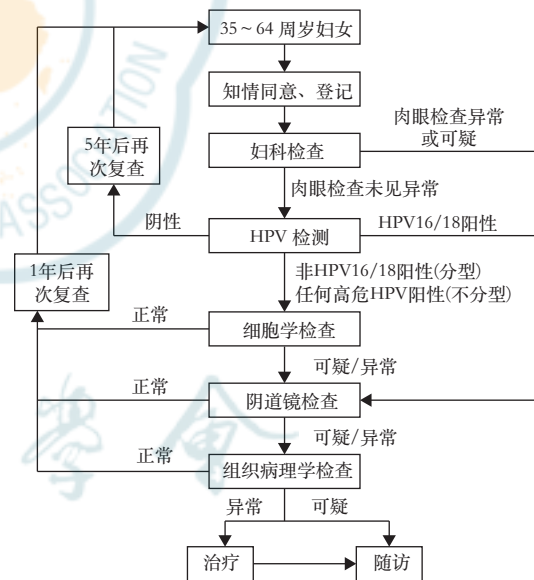 35~64 周岁妇女
知情同意、登记
肉眼检查异常
或可疑
5年后再
次复查
妇科检查
肉眼检查未见异常
阴性
HPV 检测
HPV16/18阳性
1年后再
次复查
非HPV16/18阳性(分型)
任何高危HPV阳性(不分型)
正常
细胞学检查
可疑/异常
正常
阴道镜检查
可疑/异常
正常
组织病理学检查
异常
可疑
治疗
随访
ASSOCIATION
学会